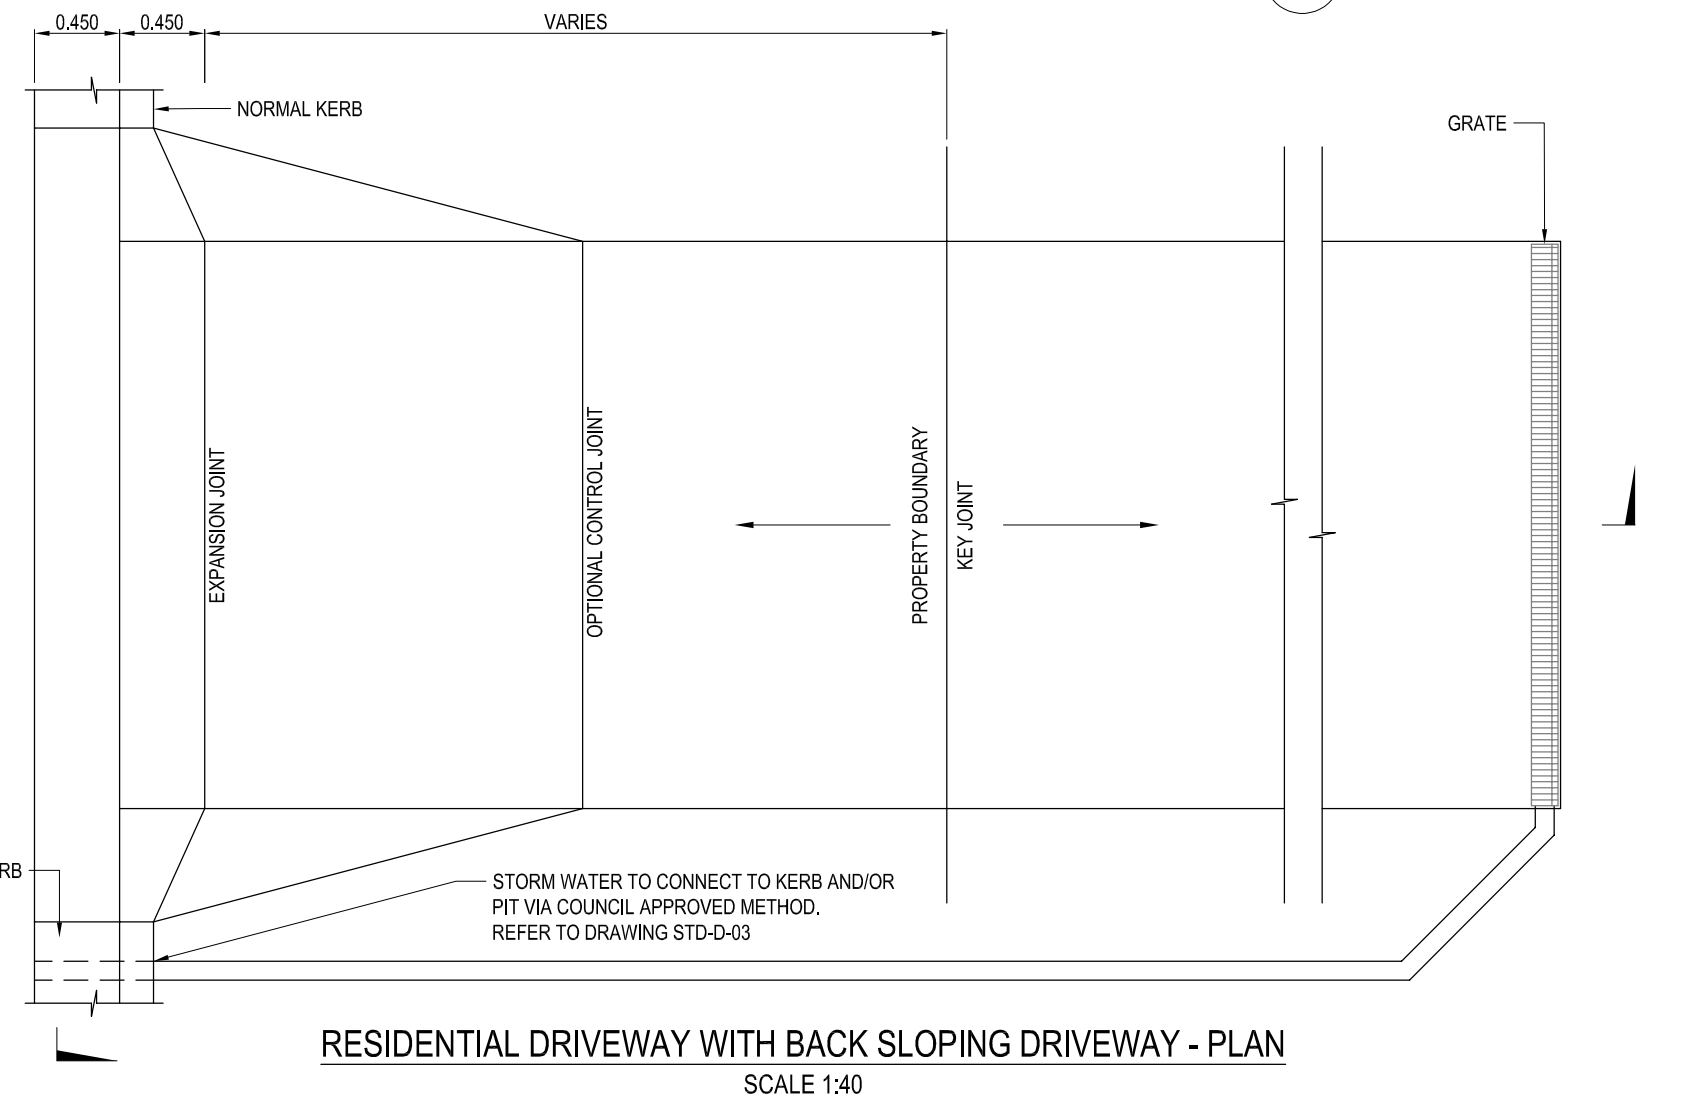 0.450
0.450
VARIES
NORMAL KERB
GRATE
EXPANSION JOINT
OPTIONAL CONTROL JOINT
PROPERTY BOUNDARY
KEY JOINT
RB
STORM WATER TO CONNECT TO KERB AND/OR
PIT VIA COUNCIL APPROVED METHOD.
REFER TO DRAWING STD-D-03
RESIDENTIAL DRIVEWAY WITH BACK SLOPING DRIVEWAY - PLAN
SCALE 1:40